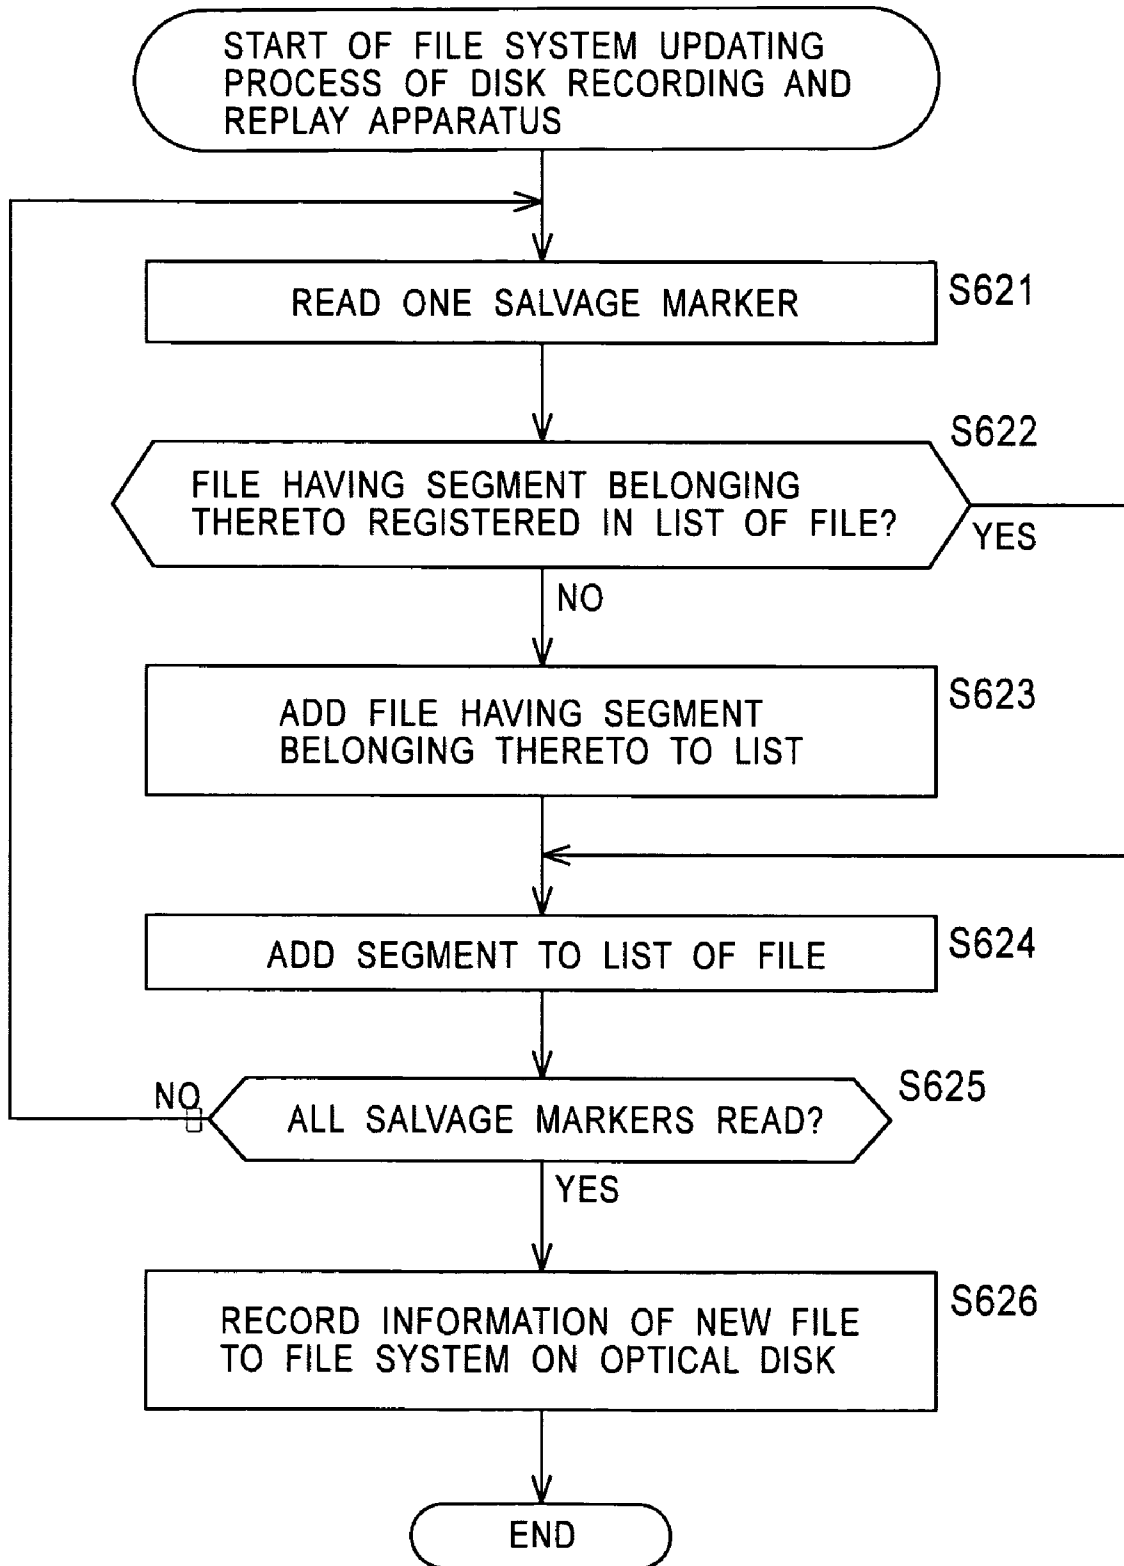 START OF FILE SYSTEM UPDATING
PROCESS OF DISK RECORDING AND
REPLAY APPARATUS
READ ONE SALVAGE MARKER
S621
S622
FILE HAVING SEGMENT BELONGING
THERETO REGISTERED IN LIST OF FILE?
YES
NO
S623
ADD FILE HAVING SEGMENT
BELONGING THERETO TO LIST
ADD SEGMENT TO LIST OF FILE
S624
S625
NO
ALL SALVAGE MARKERS READ?
YES
S626
RECORD INFORMATION OF NEW FILE
TO FILE SYSTEM ON OPTICAL DISK
END